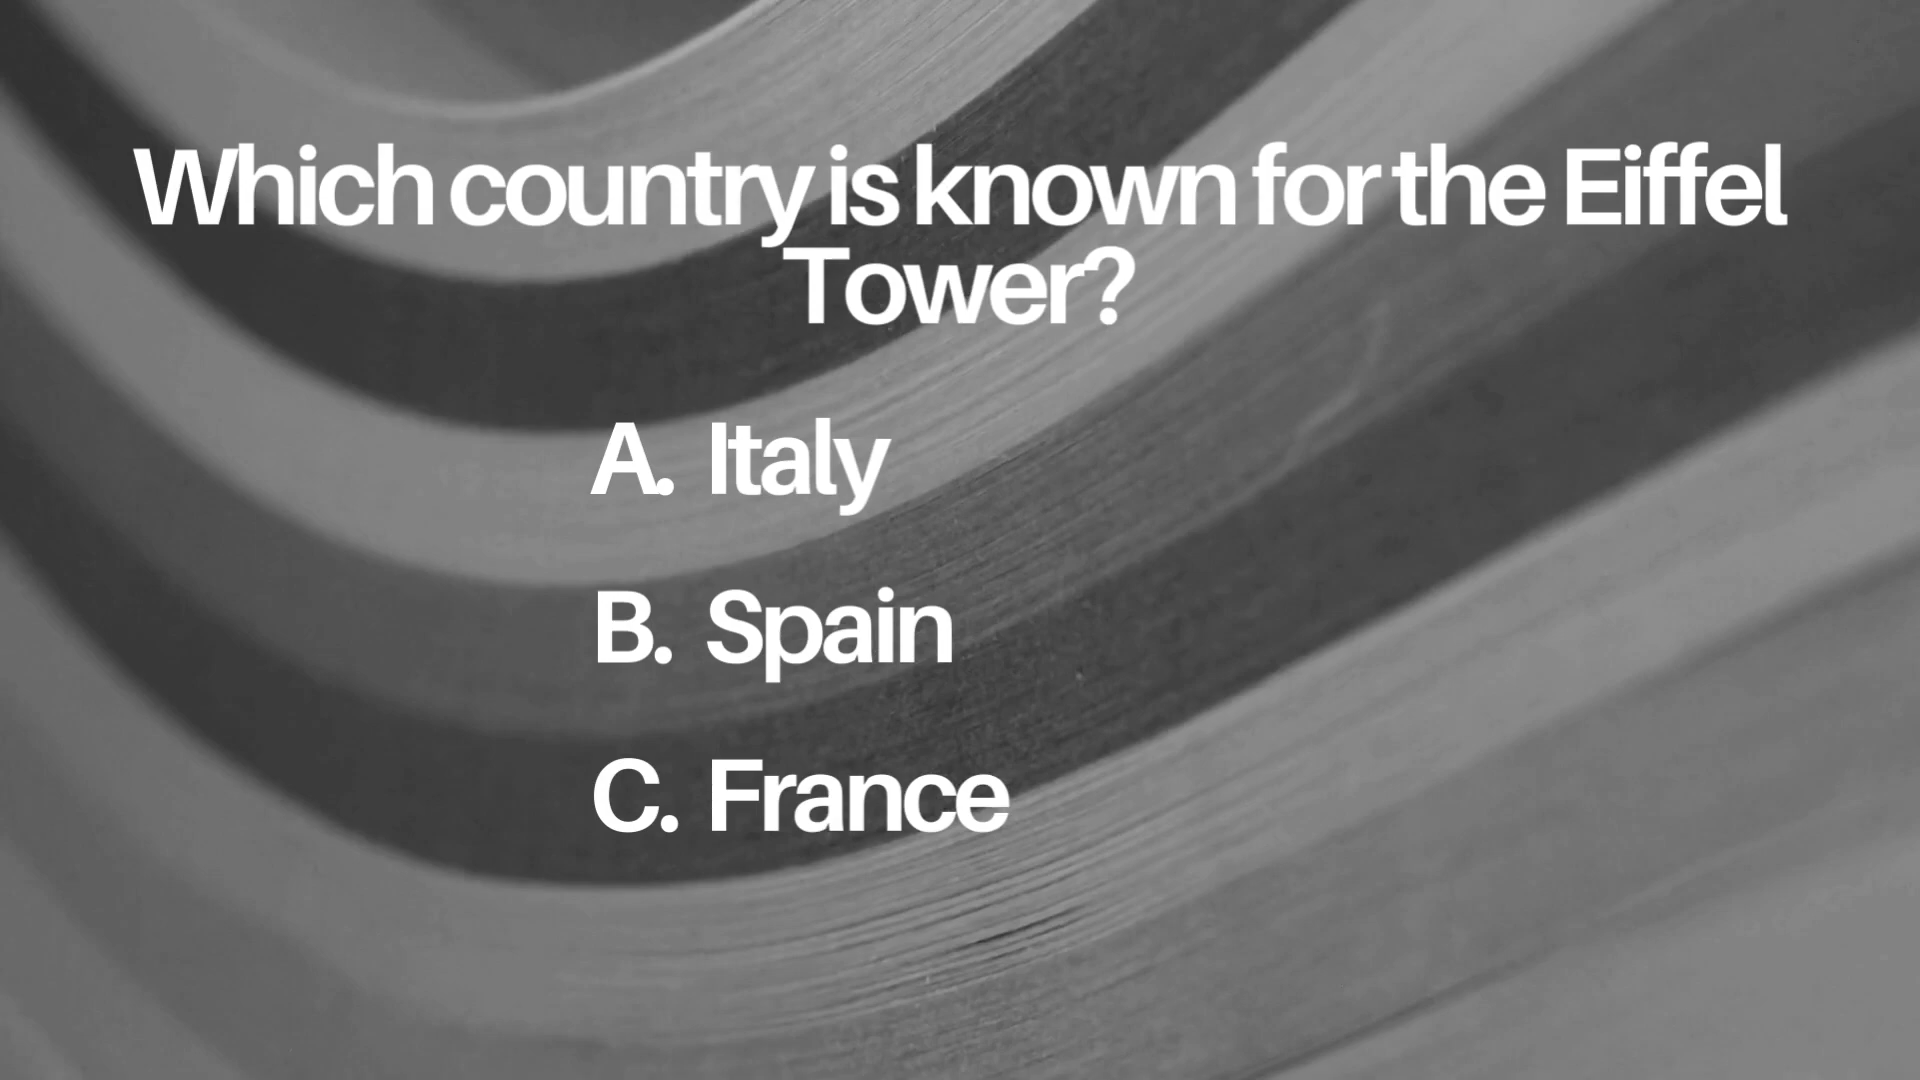 Which country is known for the Eiffel
Tower?
A. Italy
B. Spain
C. France